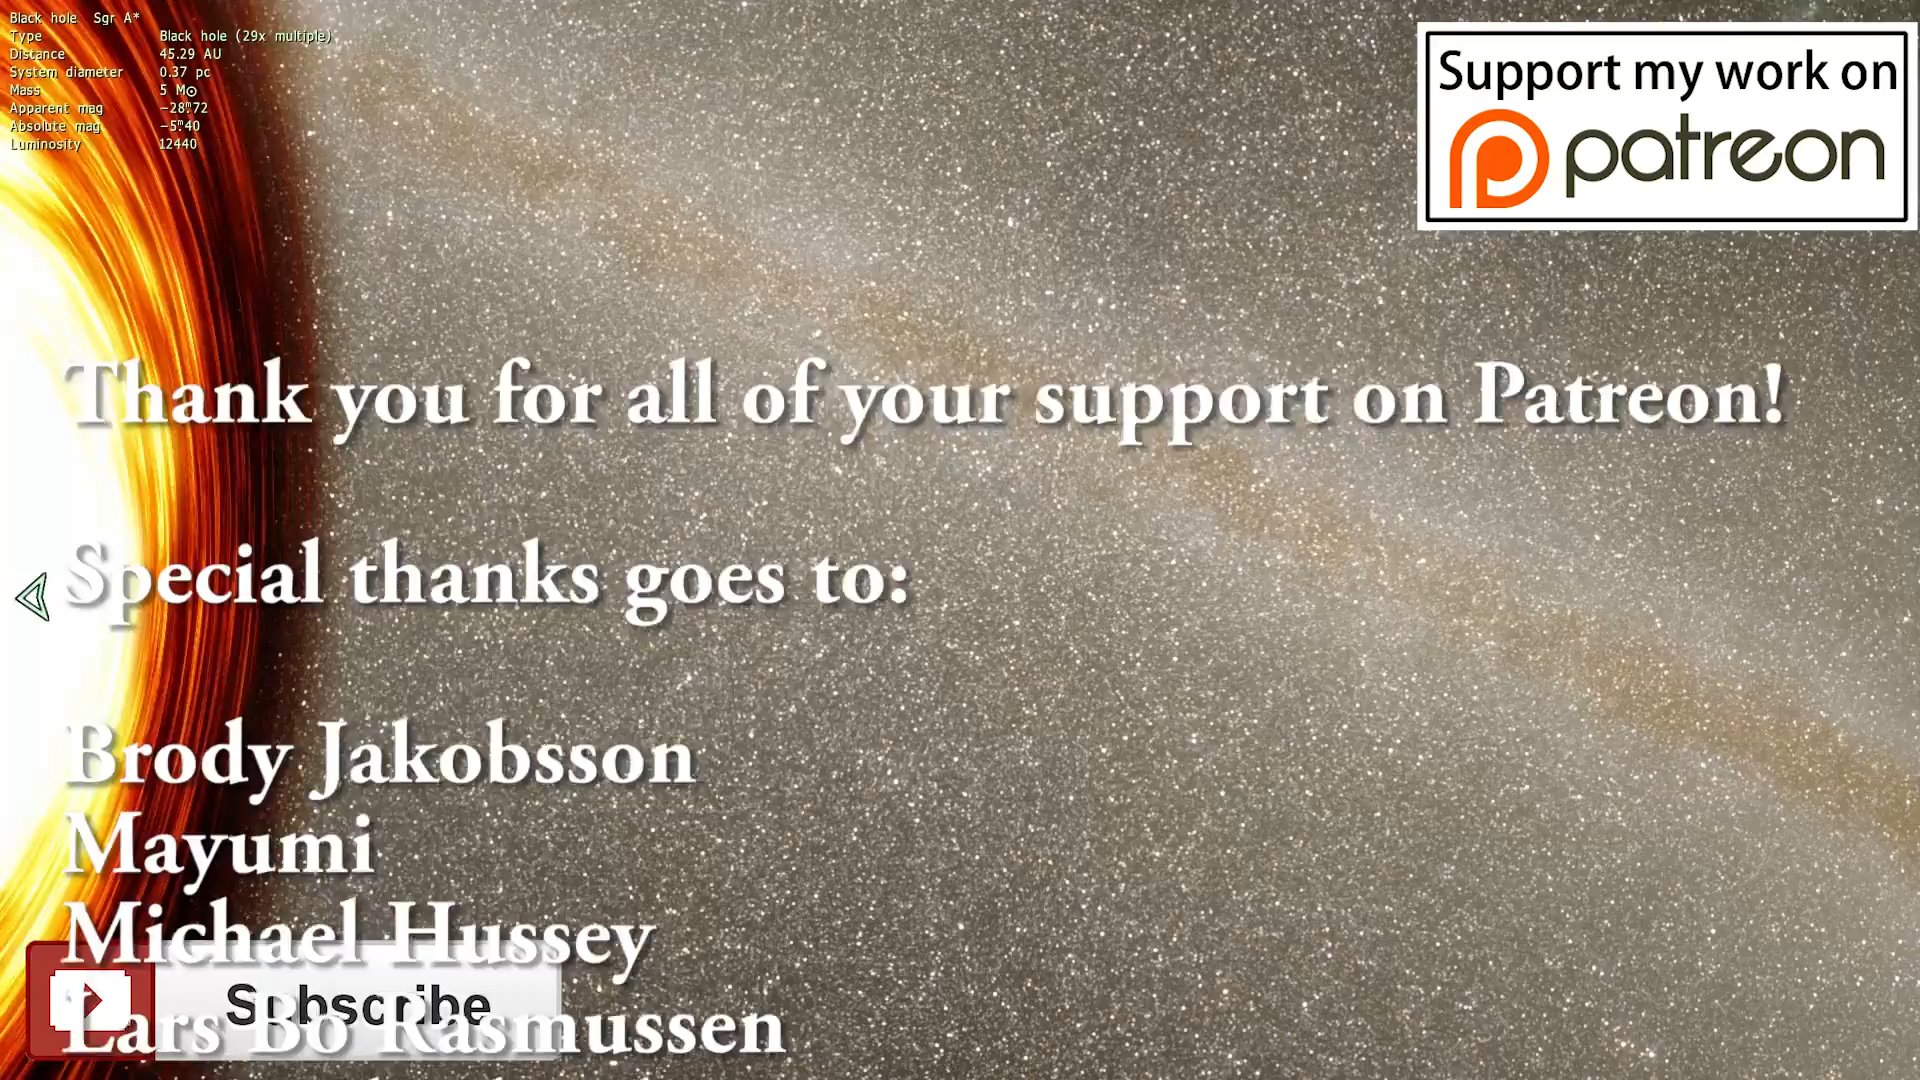 Black hole Sgr A*
Type Black hole (29x multiple)
Distance 45.29 AU
System diameter 0.37 pc
Mass 5 M☉
Apparent mag −28ᵐ.72
Absolute mag −5ᵐ.40
Luminosity 12440
Support my work on
patreon
Thank you for all of your support on Patreon!
Special thanks goes to:
Brody Jakobsson
Mayumi
Michael Hussey
Subscribe
Lars Bo Rasmussen